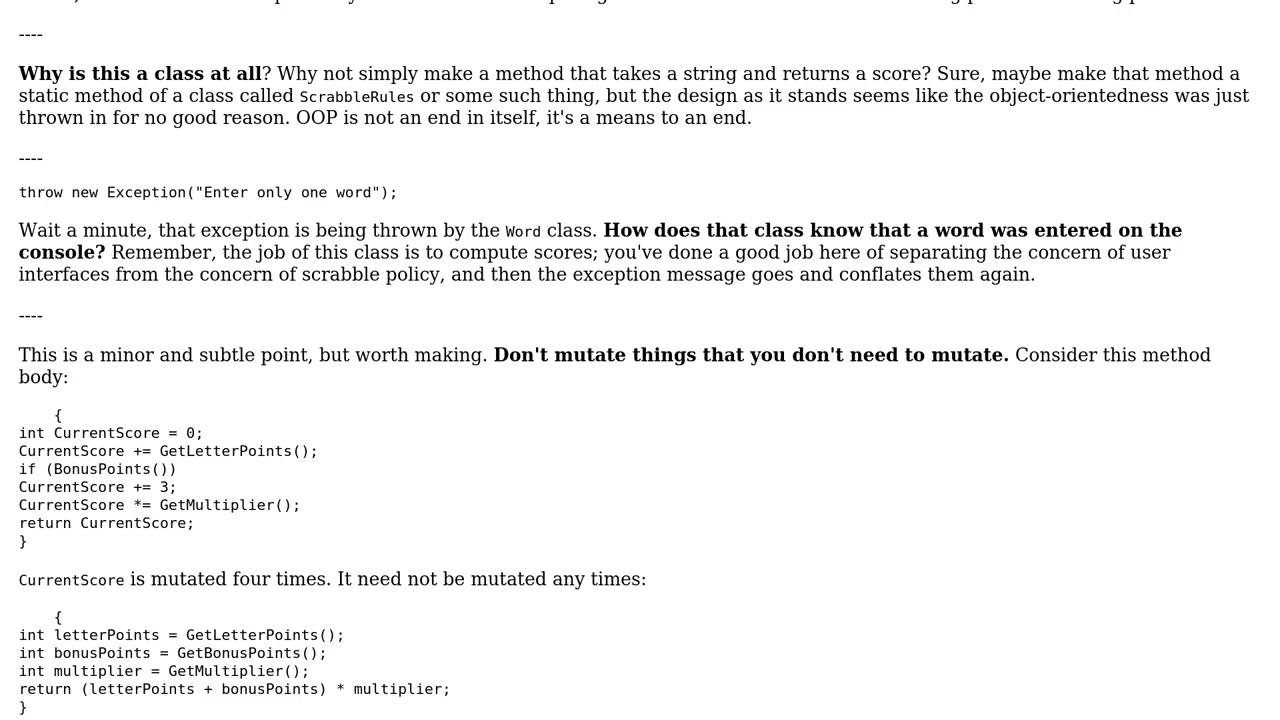 ----
Why is this a class at all? Why not simply make a method that takes a string and returns a score? Sure, maybe make that method a
static method of a class called ScrabbleRules or some such thing, but the design as it stands seems like the object-orientedness was just
thrown in for no good reason. OOP is not an end in itself, it's a means to an end.
----
throw new Exception("Enter only one word");
Wait a minute, that exception is being thrown by the Word class. How does that class know that a word was entered on the
console? Remember, the job of this class is to compute scores; you've done a good job here of separating the concern of user
interfaces from the concern of scrabble policy, and then the exception message goes and conflates them again.
----
This is a minor and subtle point, but worth making. Don't mutate things that you don't need to mutate. Consider this method
body:
{
int CurrentScore = 0;
CurrentScore += GetLetterPoints();
if (BonusPoints())
CurrentScore += 3;
CurrentScore *= GetMultiplier();
return CurrentScore;
}
CurrentScore is mutated four times. It need not be mutated any times:
{
int letterPoints = GetLetterPoints();
int bonusPoints = GetBonusPoints();
int multiplier = GetMultiplier();
return (letterPoints + bonusPoints) * multiplier;
}